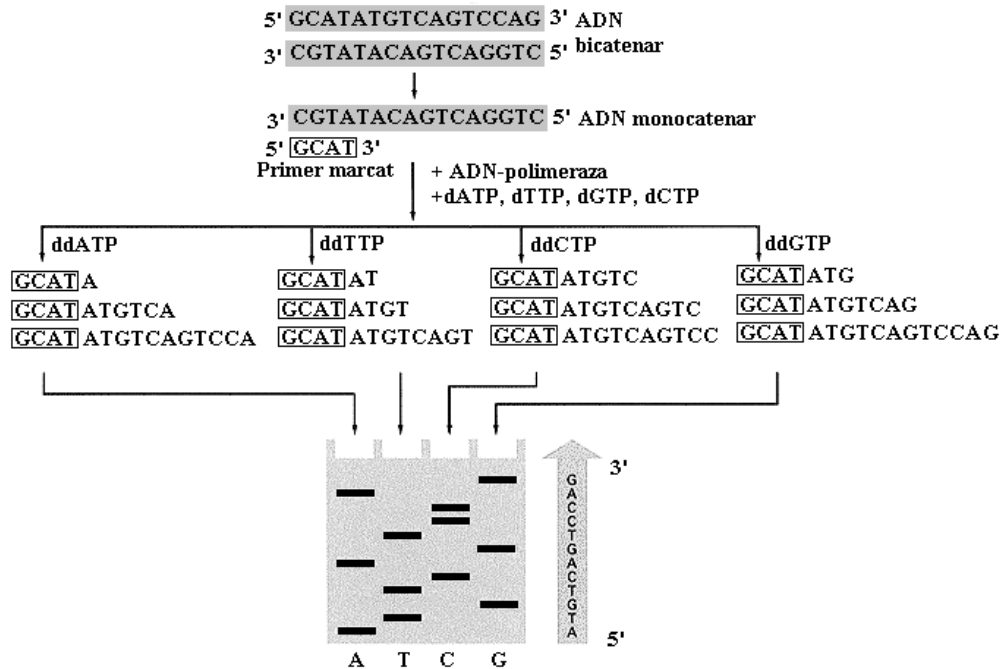 5' GCATATGTCAGTCCAG 3' ADN
3' CGTATACAGTCAGGTC 5' bicatenar
3' CGTATACAGTCAGGTC 5' ADN monocatenar
5' GCAT 3'
Primer marcat
+ ADN-polimeraza
+dATP, dTTP, dGTP, dCTP
ddATP ddTTP ddCTP ddGTP
GCAT A GCAT AT GCAT ATGTC GCAT ATG
GCAT ATGTCA GCAT ATGT GCAT ATGTCAGTC GCAT ATGTCAG
GCAT ATGTCAGTCCA GCAT ATGTCAGT GCAT ATGTCAGTCC GCAT ATGTCAGTCCAG
3'
GACCTGACTGTA
5'
A T C G